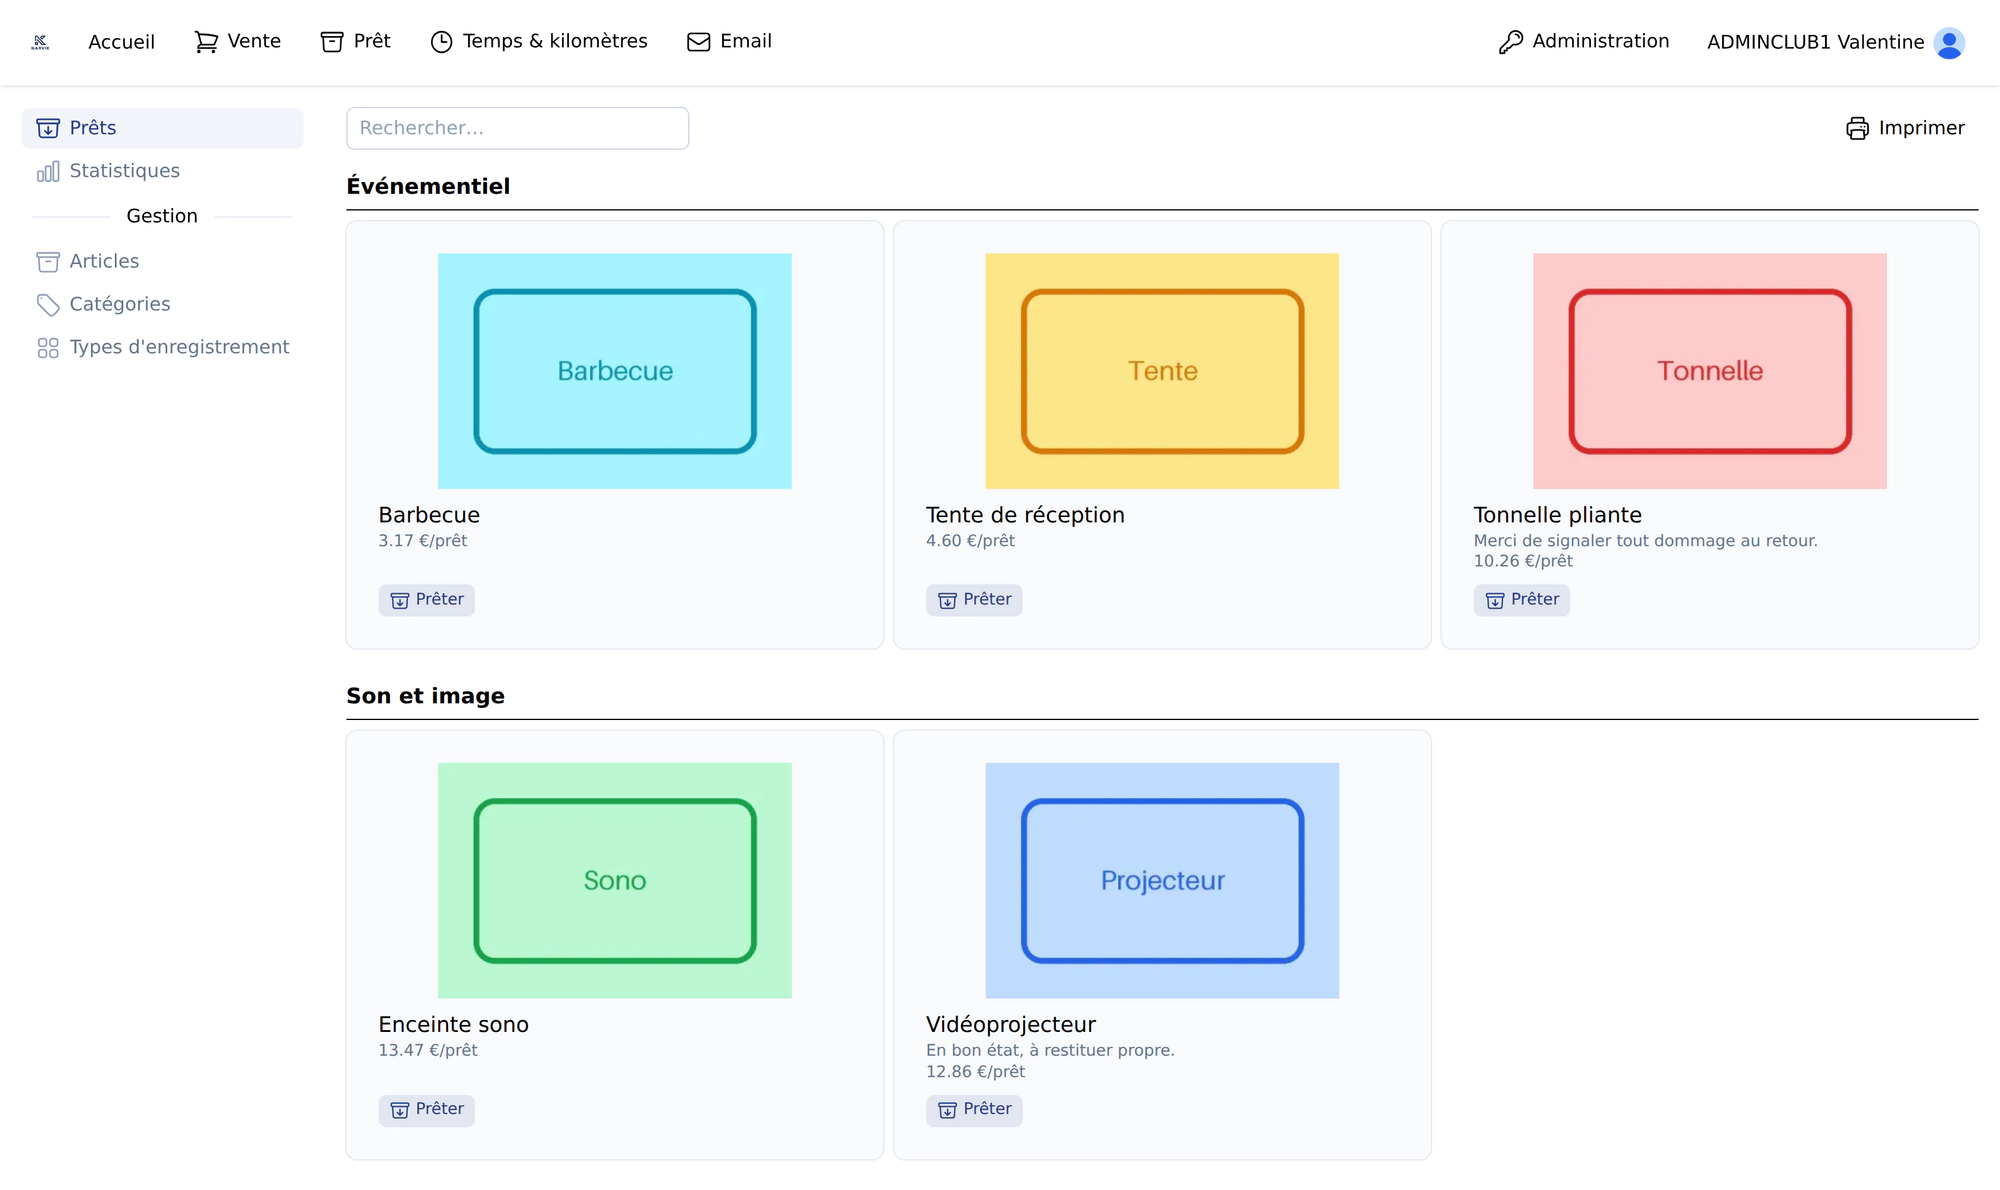 NARVIK
Accueil
Vente
Prêt
Temps & kilomètres
Email
Administration
ADMINCLUB1 Valentine
Prêts
Statistiques
Gestion
Articles
Catégories
Types d'enregistrement
Rechercher...
Imprimer
Événementiel
Barbecue
Barbecue
3.17 €/prêt
Prêter
Tente
Tente de réception
4.60 €/prêt
Prêter
Tonnelle
Tonnelle pliante
Merci de signaler tout dommage au retour.
10.26 €/prêt
Prêter
Son et image
Sono
Enceinte sono
13.47 €/prêt
Prêter
Projecteur
Vidéoprojecteur
En bon état, à restituer propre.
12.86 €/prêt
Prêter